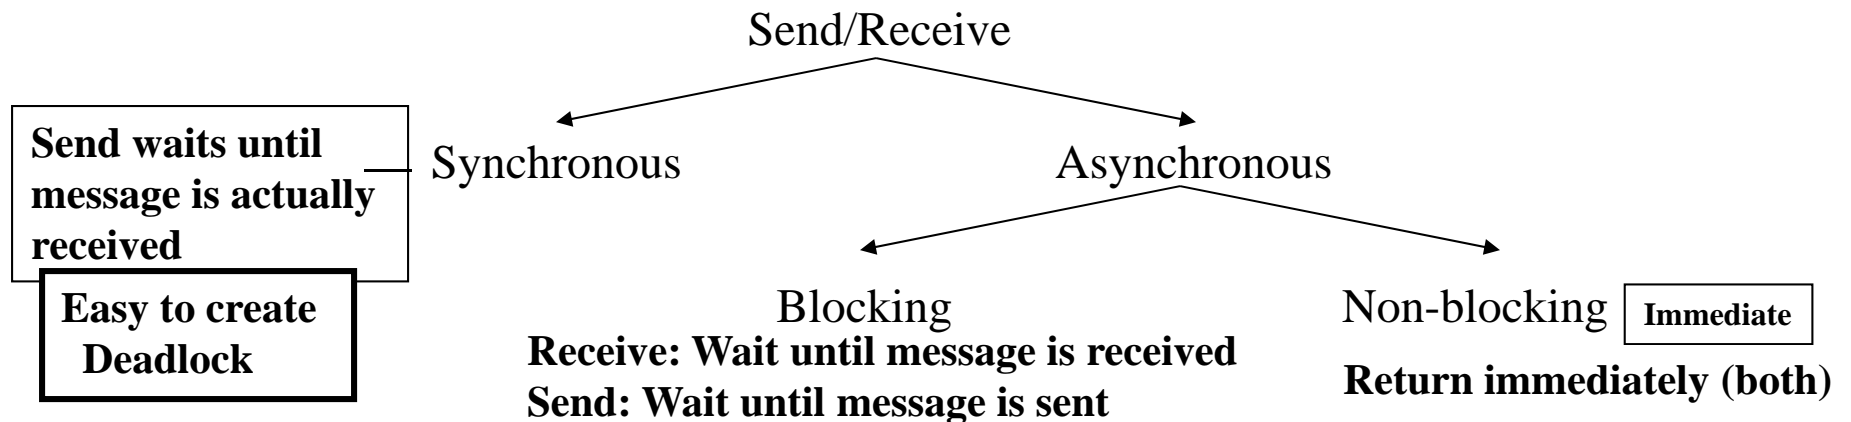 Send/Receive
Send waits until
message is actually
received
Synchronous
Asynchronous
Easy to create
Deadlock
Blocking
Receive: Wait until message is received
Send: Wait until message is sent
Non-blocking
Immediate
Return immediately (both)